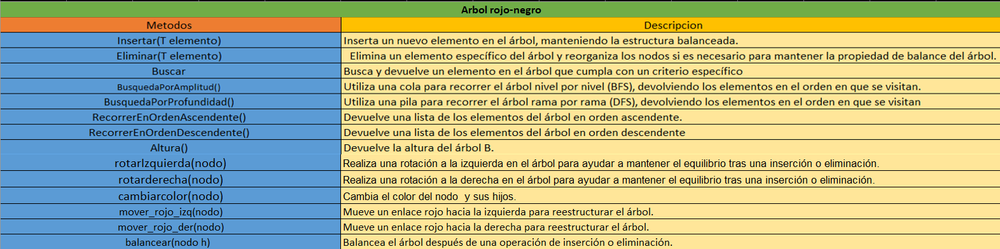 Arbol rojo-negro
Metodos Descripcion
Insertar(T elemento) Inserta un nuevo elemento en el árbol, manteniendo la estructura balanceada.
Eliminar(T elemento) Elimina un elemento específico del árbol y reorganiza los nodos si es necesario para mantener la propiedad de balance del árbol.
Buscar Busca y devuelve un elemento en el árbol que cumpla con un criterio específico
BusquedaPorAmplitud() Utiliza una cola para recorrer el árbol nivel por nivel (BFS), devolviendo los elementos en el orden en que se visitan.
BusquedaPorProfundidad() Utiliza una pila para recorrer el árbol rama por rama (DFS), devolviendo los elementos en el orden en que se visitan
RecorrerEnOrdenAscendente() Devuelve una lista de los elementos del árbol en orden ascendente.
RecorrerEnOrdenDescendente() Devuelve una lista de los elementos del árbol en orden descendente
Altura() Devuelve la altura del árbol B.
rotarIzquierda(nodo) Realiza una rotación a la izquierda en el árbol para ayudar a mantener el equilibrio tras una inserción o eliminación.
rotarderecha(nodo) Realiza una rotación a la derecha en el árbol para ayudar a mantener el equilibrio tras una inserción o eliminación.
cambiarcolor(nodo) Cambia el color del nodo y sus hijos.
mover_rojo_izq(nodo) Mueve un enlace rojo hacia la izquierda para reestructurar el árbol.
mover_rojo_der(nodo) Mueve un enlace rojo hacia la derecha para reestructurar el árbol.
balancear(nodo h) Balancea el árbol después de una operación de inserción o eliminación.